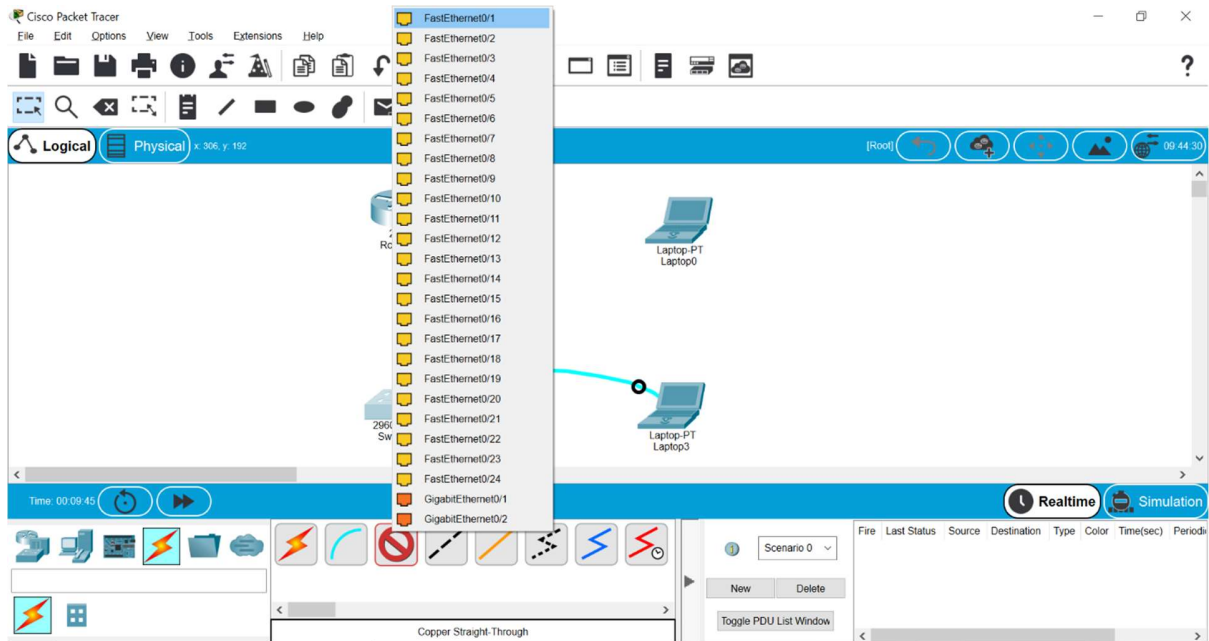 Cisco Packet Tracer
File Edit Options View Tools Extensions Help
FastEthernet0/1
FastEthernet0/2
FastEthernet0/3
FastEthernet0/4
FastEthernet0/5
FastEthernet0/6
FastEthernet0/7
FastEthernet0/8
FastEthernet0/9
FastEthernet0/10
FastEthernet0/11
FastEthernet0/12
FastEthernet0/13
FastEthernet0/14
FastEthernet0/15
FastEthernet0/16
FastEthernet0/17
FastEthernet0/18
FastEthernet0/19
FastEthernet0/20
FastEthernet0/21
FastEthernet0/22
FastEthernet0/23
FastEthernet0/24
GigabitEthernet0/1
GigabitEthernet0/2
?
Logical Physical x: 306, y: 192 [Root] 09:44:30
Laptop-PT
Laptop0
Laptop-PT
Laptop3
Time: 00:09:45 Realtime Simulation
Scenario 0
New Delete
Toggle PDU List Window
Fire Last Status Source Destination Type Color Time(sec)
Copper Straight-Through